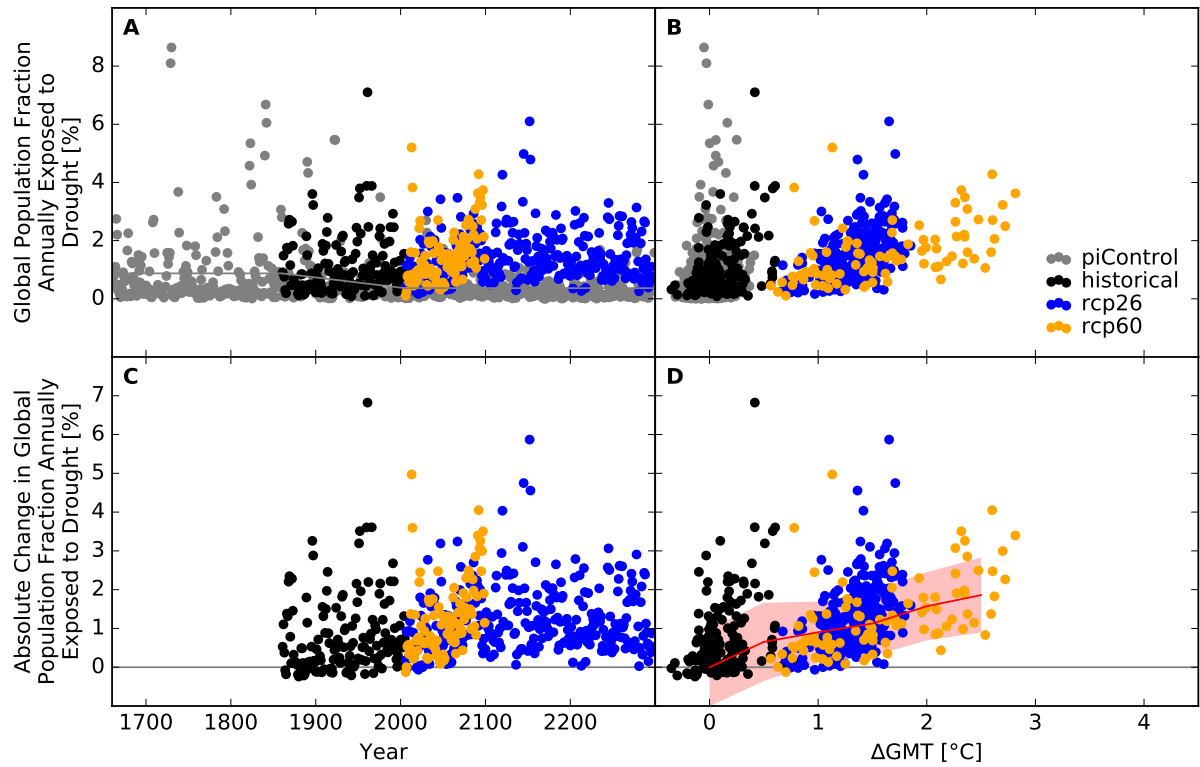 A
B
Global Population Fraction
Annually Exposed to
Drought [%]
8
6
4
2
0
piControl
historical
rcp26
rcp60
C
D
Absolute Change in Global
Population Fraction Annually
Exposed to Drought [%]
7
6
5
4
3
2
1
0
1700 1800 1900 2000 2100 2200
0 1 2 3 4
Year
ΔGMT [°C]